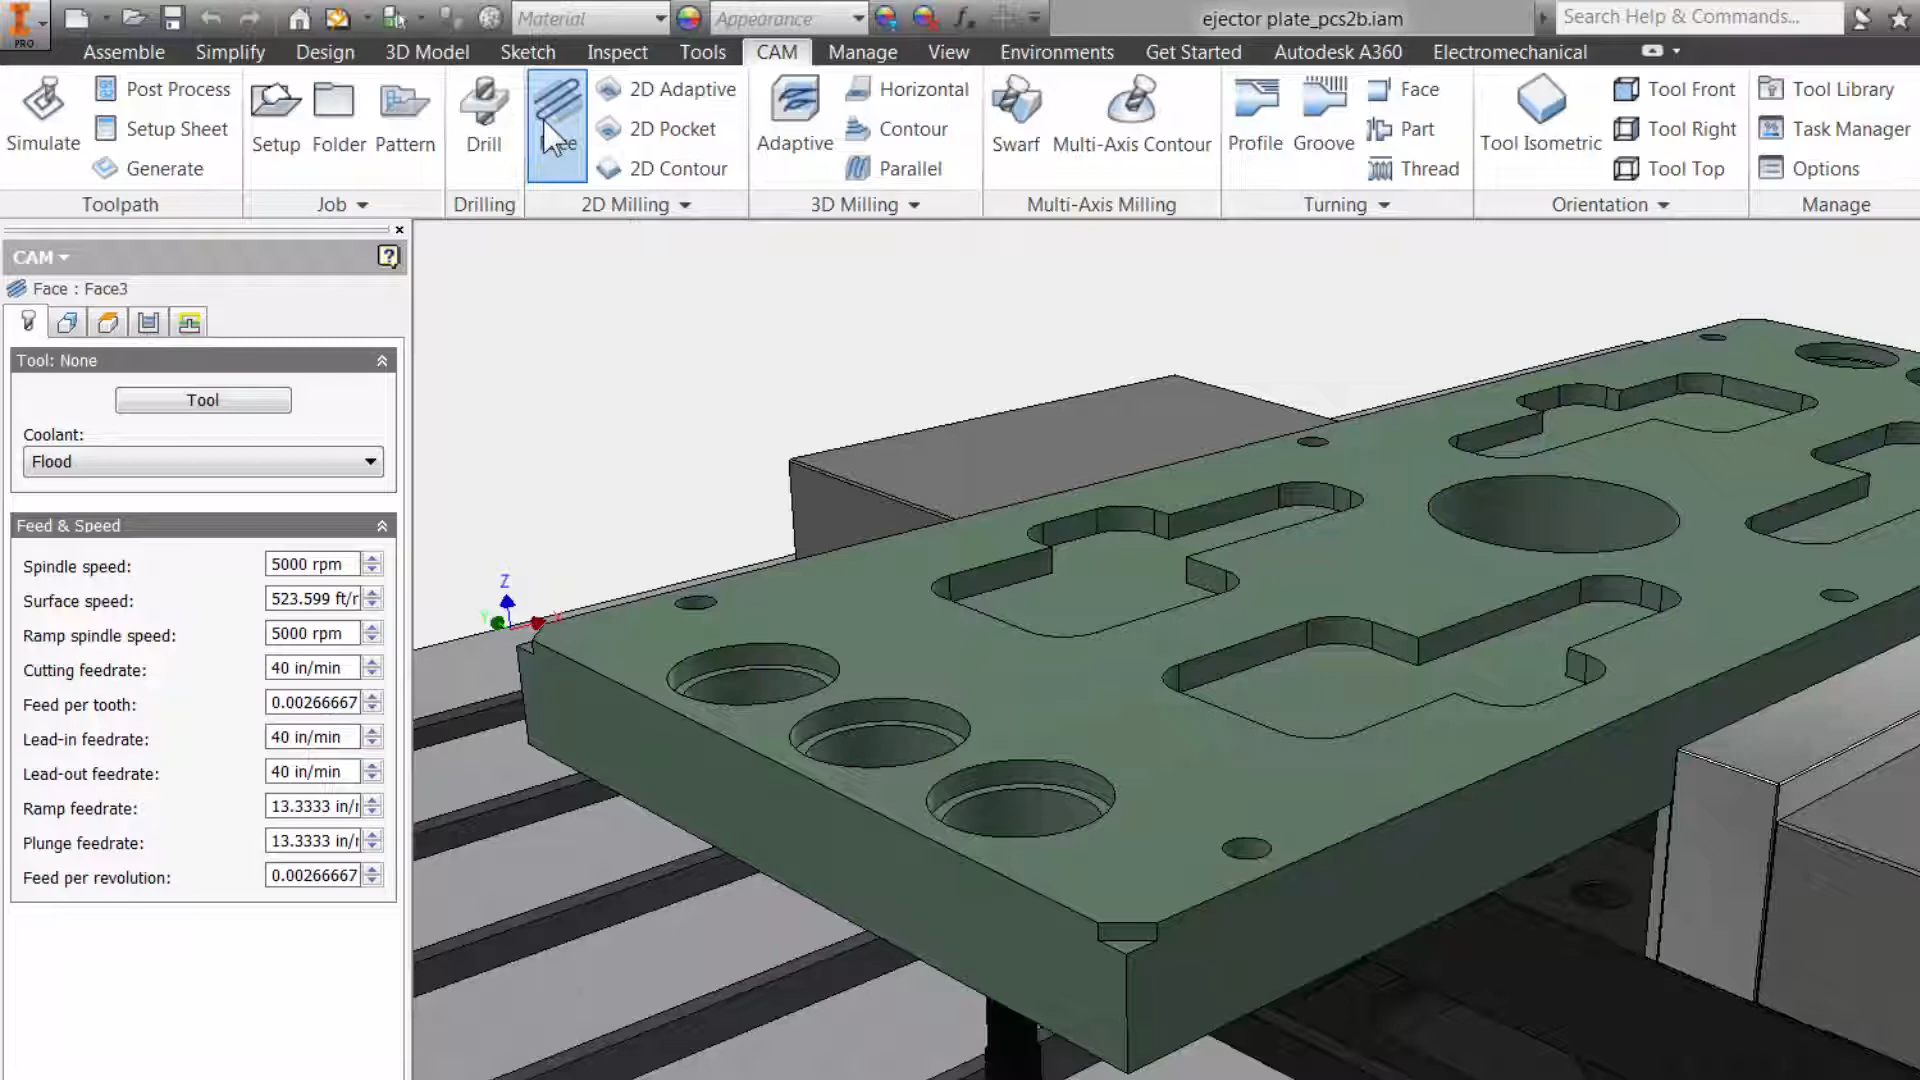 PRO
Material
Appearance
ejector plate_pcs2b.iam
Search Help & Commands...
Assemble Simplify Design 3D Model Sketch Inspect Tools CAM Manage View Environments Get Started Autodesk A360 Electromechanical
Simulate
Post Process
Setup Sheet
Generate
Toolpath
Setup
Folder
Pattern
Job
Drill
Drilling
2D Adaptive
2D Pocket
2D Contour
2D Milling
Adaptive
Horizontal
Contour
Parallel
3D Milling
Swarf
Multi-Axis Contour
Multi-Axis Milling
Profile
Groove
Face
Part
Thread
Turning
Tool Isometric
Tool Front
Tool Right
Tool Top
Orientation
Tool Library
Task Manager
Options
Manage
CAM
Face : Face3
Tool: None
Tool
Coolant:
Flood
Feed & Speed
Spindle speed: 5000 rpm
Surface speed: 523.599 ft/r
Ramp spindle speed: 5000 rpm
Cutting feedrate: 40 in/min
Feed per tooth: 0.00266667
Lead-in feedrate: 40 in/min
Lead-out feedrate: 40 in/min
Ramp feedrate: 13.3333 in/r
Plunge feedrate: 13.3333 in/r
Feed per revolution: 0.00266667
Z
Y
X